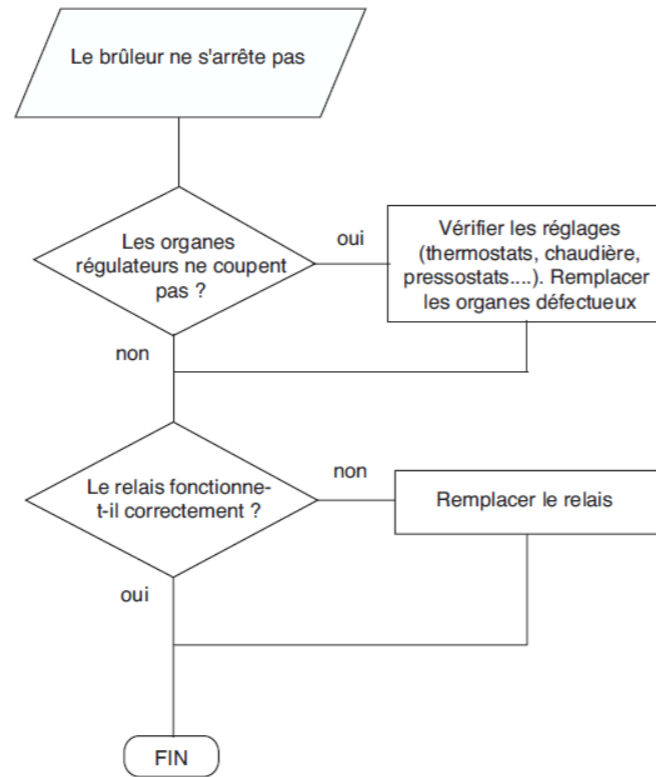 Le brûleur ne s'arrête pas
Les organes
régulateurs ne coupent
pas ?
oui
Vérifier les réglages
(thermostats, chaudière,
pressostats....). Remplacer
les organes défectueux
non
Le relais fonctionne-
t-il correctement ?
non
Remplacer le relais
oui
FIN